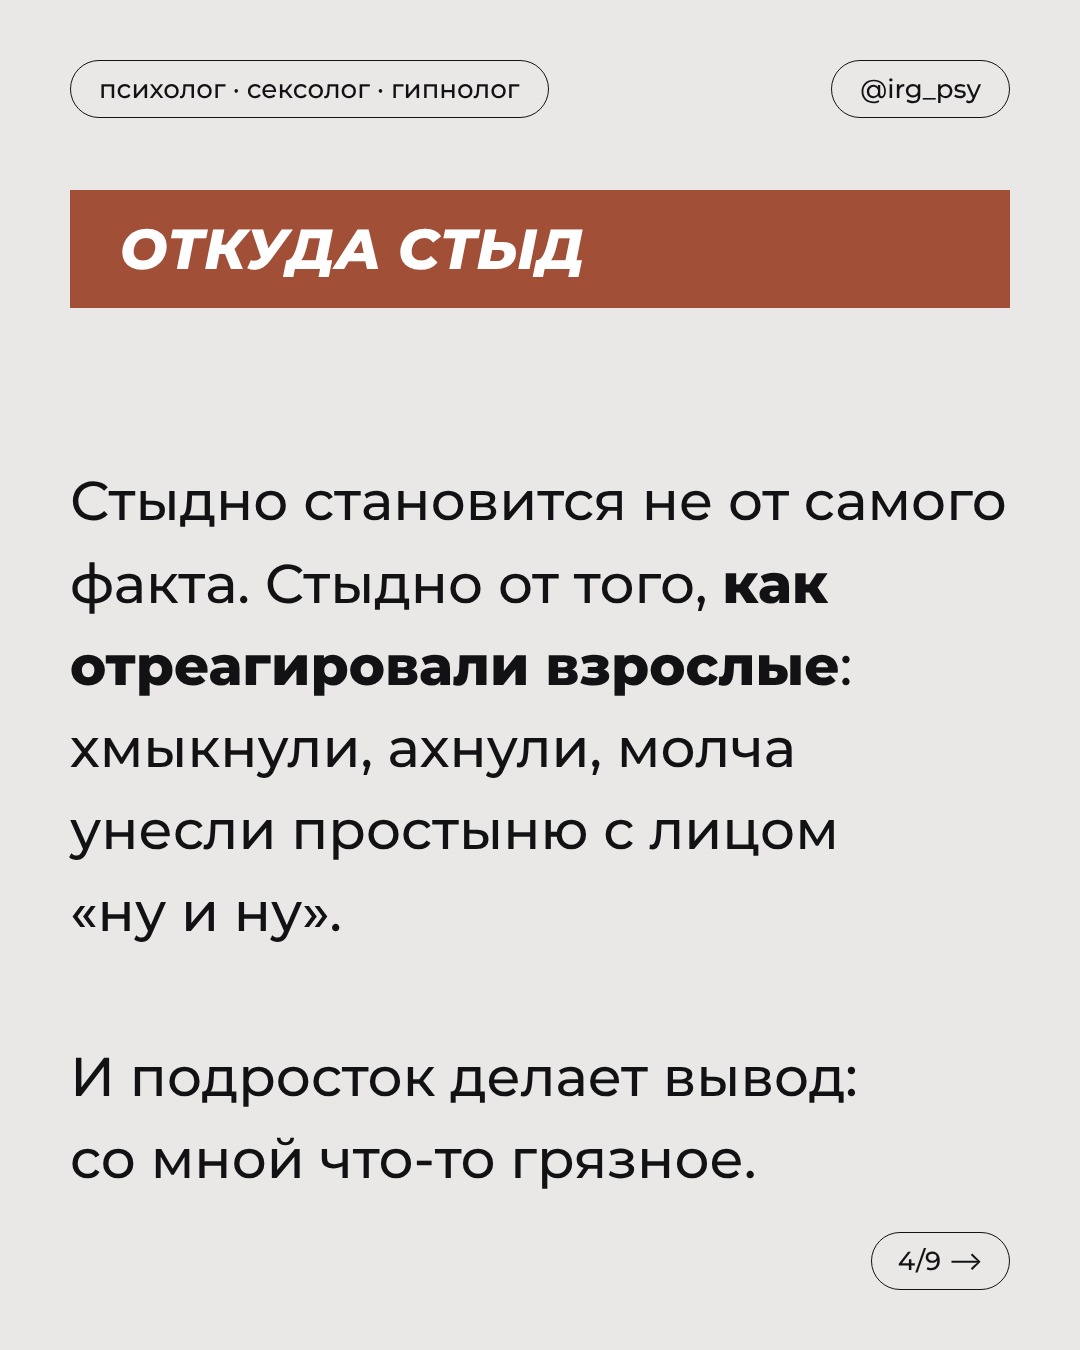 психолог · сексолог · гипнолог
@irg_psy
ОТКУДА СТЫД
Стыдно становится не от самого
факта. Стыдно от того, как
отреагировали взрослые:
хмыкнули, ахнули, молча
унесли простыню с лицом
«ну и ну».
И подросток делает вывод:
со мной что-то грязное.
4/9 →